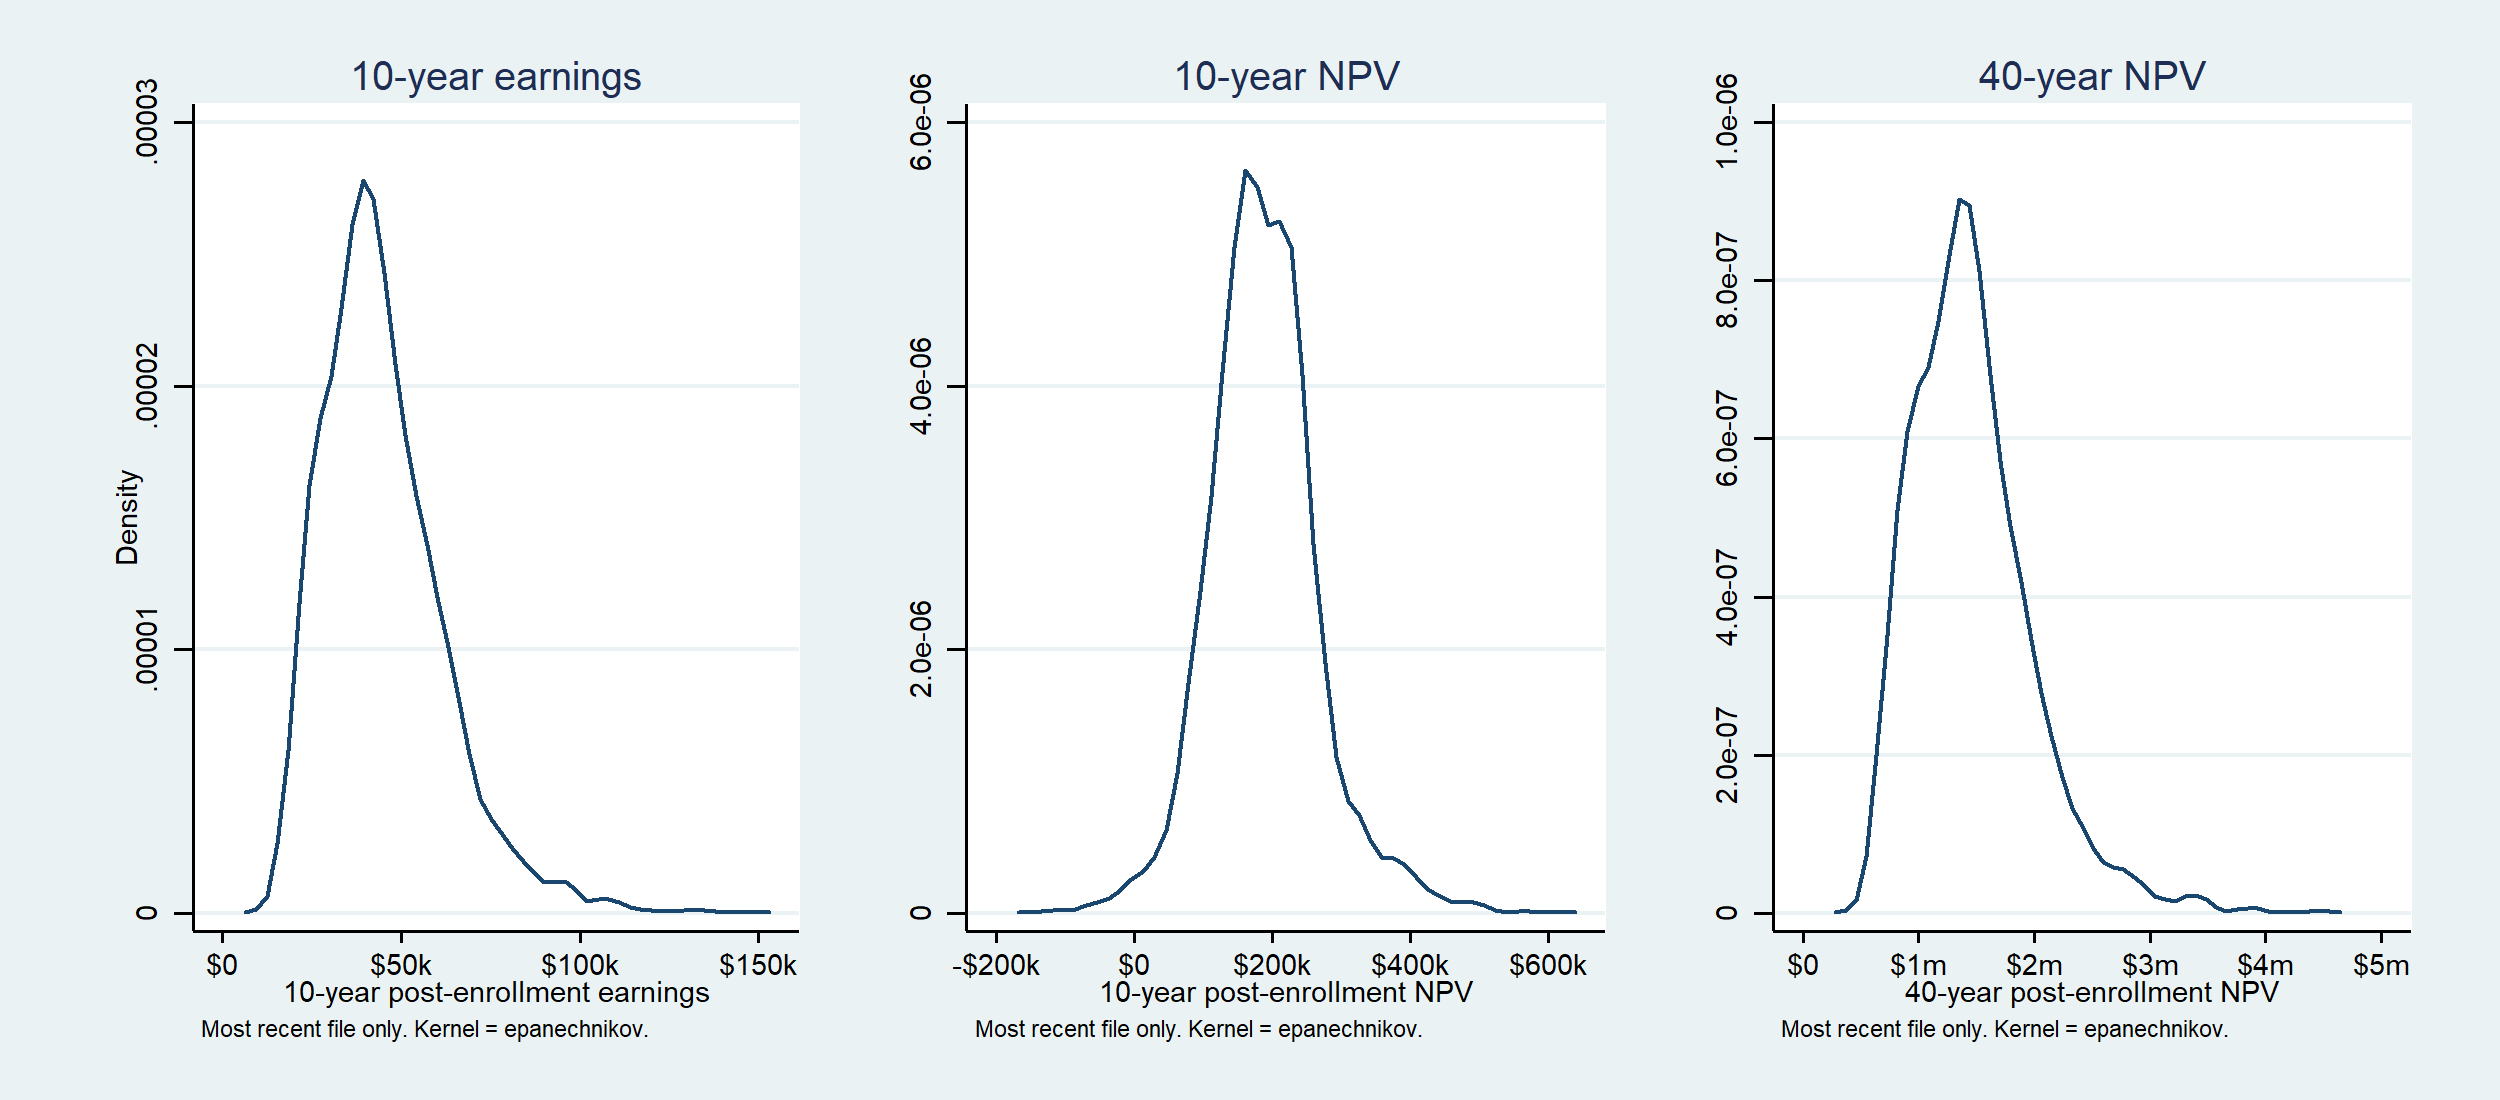 10-year earnings
Density
.00003
.00002
.00001
0
$0 $50k $100k $150k
10-year post-enrollment earnings
Most recent file only. Kernel = epanechnikov.
10-year NPV
6.0e-06
4.0e-06
2.0e-06
0
-$200k $0 $200k $400k $600k
10-year post-enrollment NPV
Most recent file only. Kernel = epanechnikov.
40-year NPV
1.0e-06
8.0e-07
6.0e-07
4.0e-07
2.0e-07
0
$0 $1m $2m $3m $4m $5m
40-year post-enrollment NPV
Most recent file only. Kernel = epanechnikov.